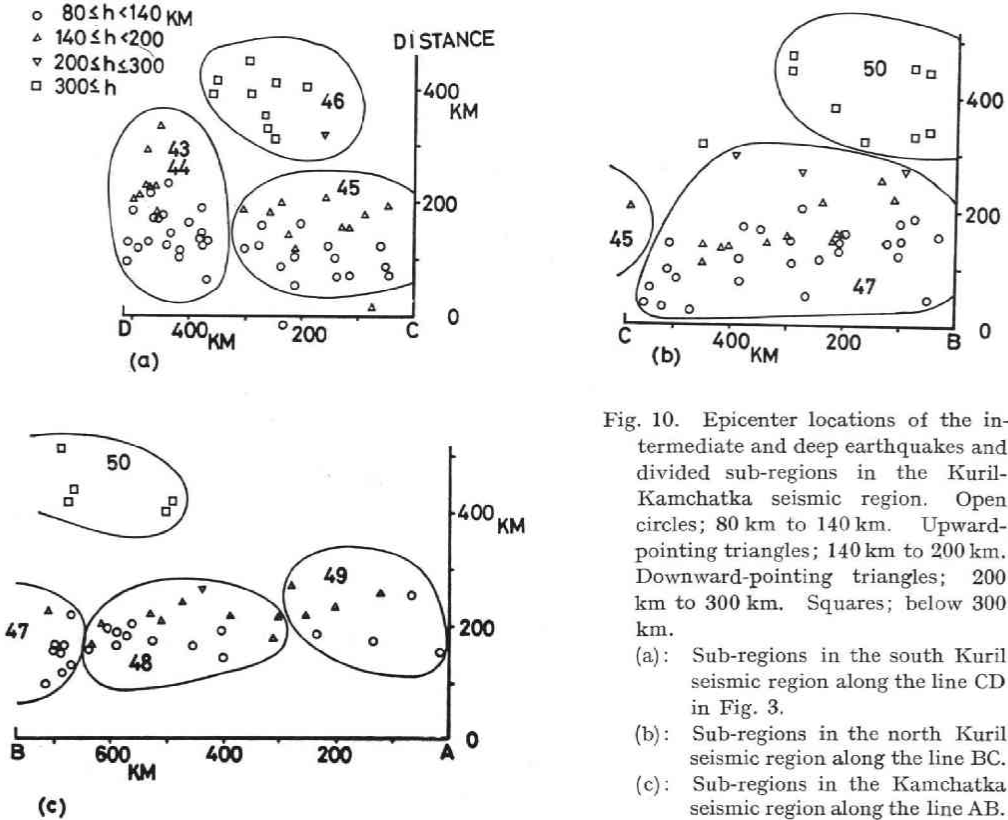 80≤h<140 KM
140≤h<200
200≤h≤300
300≤h
DISTANCE
46
400
KM
43
44
45
200
0
D 400 KM 200 C
(a)
50
400
45
200
47
0
C 400 KM 200 B
(b)
50
400 KM
49
47
200
48
0
B 600 KM 400 200 A
(c)
Fig. 10. Epicenter locations of the in-
termediate and deep earthquakes and
divided sub-regions in the Kuril-
Kamchatka seismic region. Open
circles; 80 km to 140 km. Upward-
pointing triangles; 140 km to 200 km.
Downward-pointing triangles; 200
km to 300 km. Squares; below 300
km.
(a): Sub-regions in the south Kuril
seismic region along the line CD
in Fig. 3.
(b): Sub-regions in the north Kuril
seismic region along the line BC.
(c): Sub-regions in the Kamchatka
seismic region along the line AB.